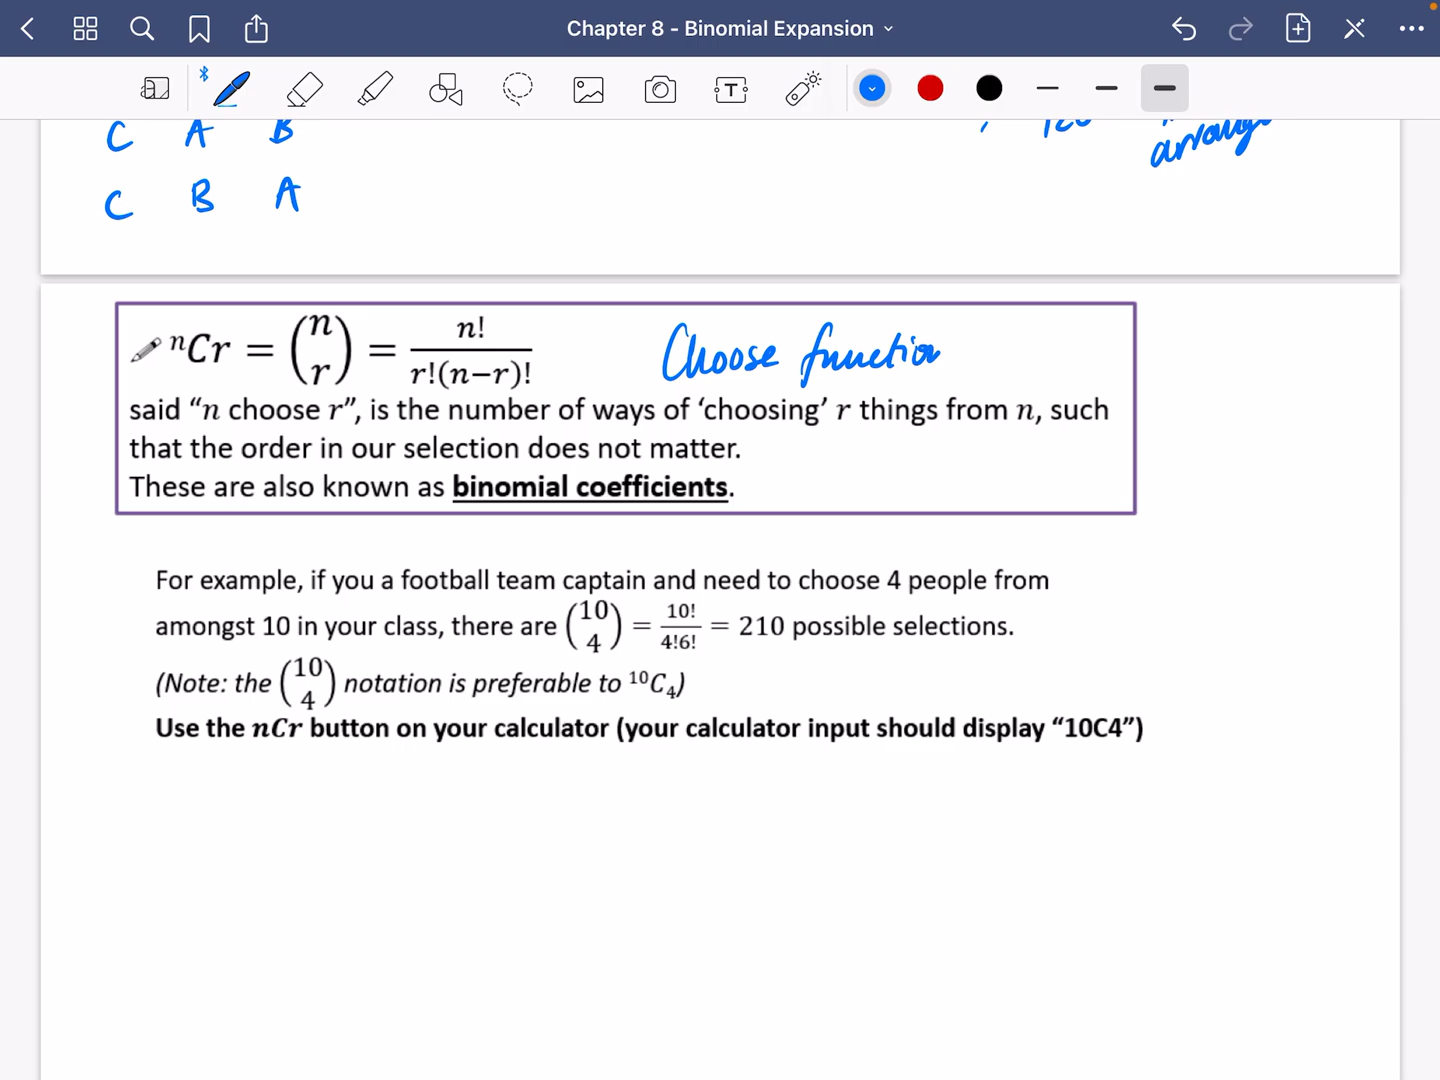 Chapter 8 - Binomial Expansion
C A B
C B A
ⁿCr = (n r) = n! / r!(n−r)!
Choose function
said “n choose r”, is the number of ways of ‘choosing’ r things from n, such
that the order in our selection does not matter.
These are also known as binomial coefficients.
For example, if you a football team captain and need to choose 4 people from
amongst 10 in your class, there are (10 4) = 10! / 4!6! = 210 possible selections.
(Note: the (10 4) notation is preferable to ¹⁰C₄)
Use the nCr button on your calculator (your calculator input should display “10C4”)